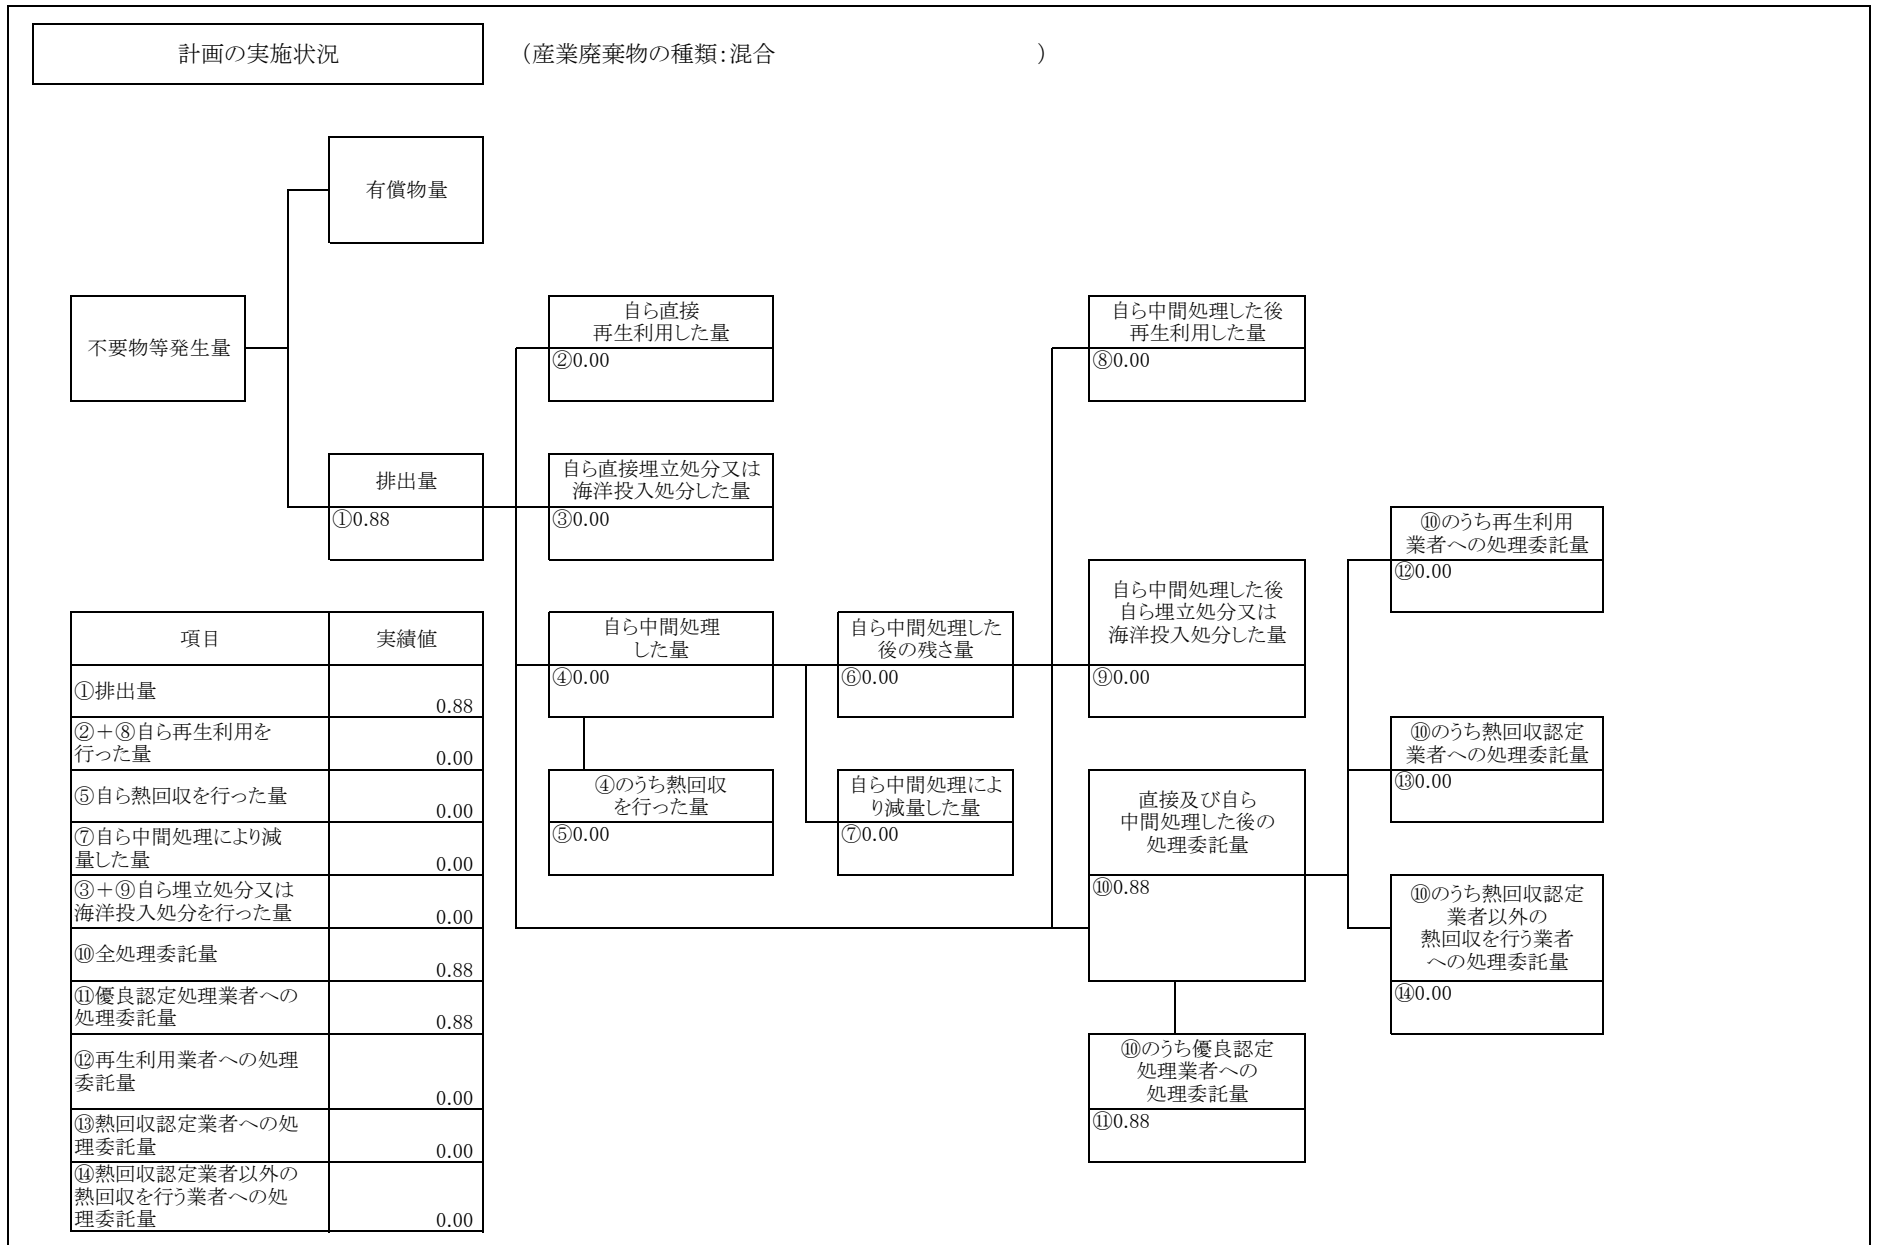 計画の実施状況
（産業廃棄物の種類：混合　　　　　　　　　　　　）
有償物量
不要物等発生量
自ら直接
再生利用した量
②0.00
自ら中間処理した後
再生利用した量
⑧0.00
排出量
①0.88
自ら直接埋立処分又は
海洋投入処分した量
③0.00
⑩のうち再生利用
業者への処理委託量
⑫0.00
自ら中間処理した後
自ら埋立処分又は
海洋投入処分した量
⑨0.00
自ら中間処理
した量
④0.00
自ら中間処理した
後の残さ量
⑥0.00
⑩のうち熱回収認定
業者への処理委託量
⑬0.00
④のうち熱回収
を行った量
⑤0.00
自ら中間処理によ
り減量した量
⑦0.00
直接及び自ら
中間処理した後の
処理委託量
⑩0.88
⑩のうち熱回収認定
業者以外の
熱回収を行う業者
への処理委託量
⑭0.00
⑩のうち優良認定
処理業者への
処理委託量
⑪0.88
項目 実績値
①排出量
0.88
②＋⑧自ら再生利用を
行った量
0.00
⑤自ら熱回収を行った量
0.00
⑦自ら中間処理により減
量した量
0.00
③＋⑨自ら埋立処分又は
海洋投入処分を行った量
0.00
⑩全処理委託量
0.88
⑪優良認定処理業者への
処理委託量
0.88
⑫再生利用業者への処理
委託量
0.00
⑬熱回収認定業者への処
理委託量
0.00
⑭熱回収認定業者以外の
熱回収を行う業者への処
理委託量
0.00